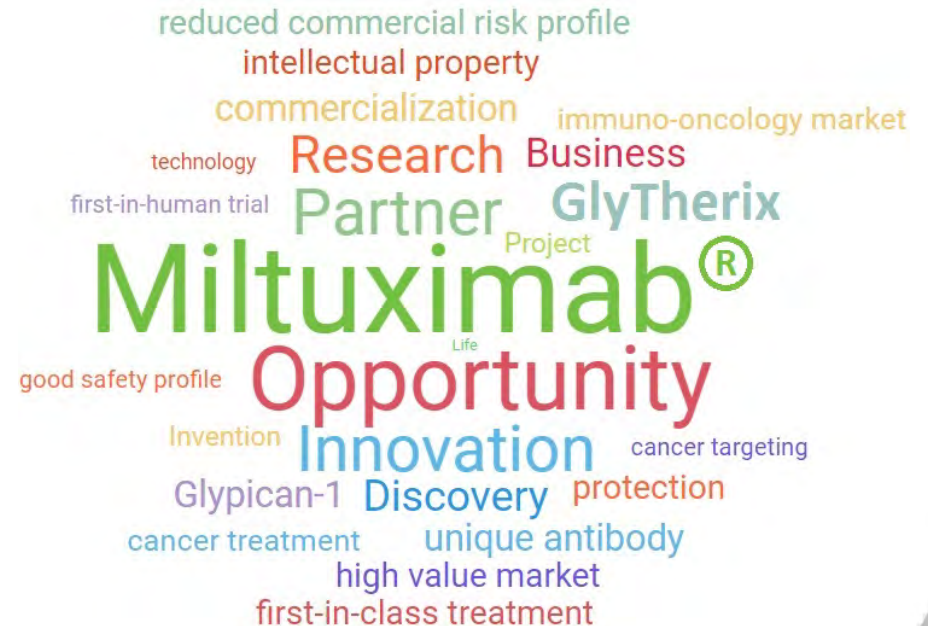 reduced commercial risk profile
intellectual property
commercialization
immuno-oncology market
technology
Research
Business
first-in-human trial
Partner
GlyTherix
Project
Miltuximab®
Life
good safety profile
Opportunity
Invention
Innovation
cancer targeting
Glypican-1
Discovery
protection
cancer treatment
unique antibody
high value market
first-in-class treatment